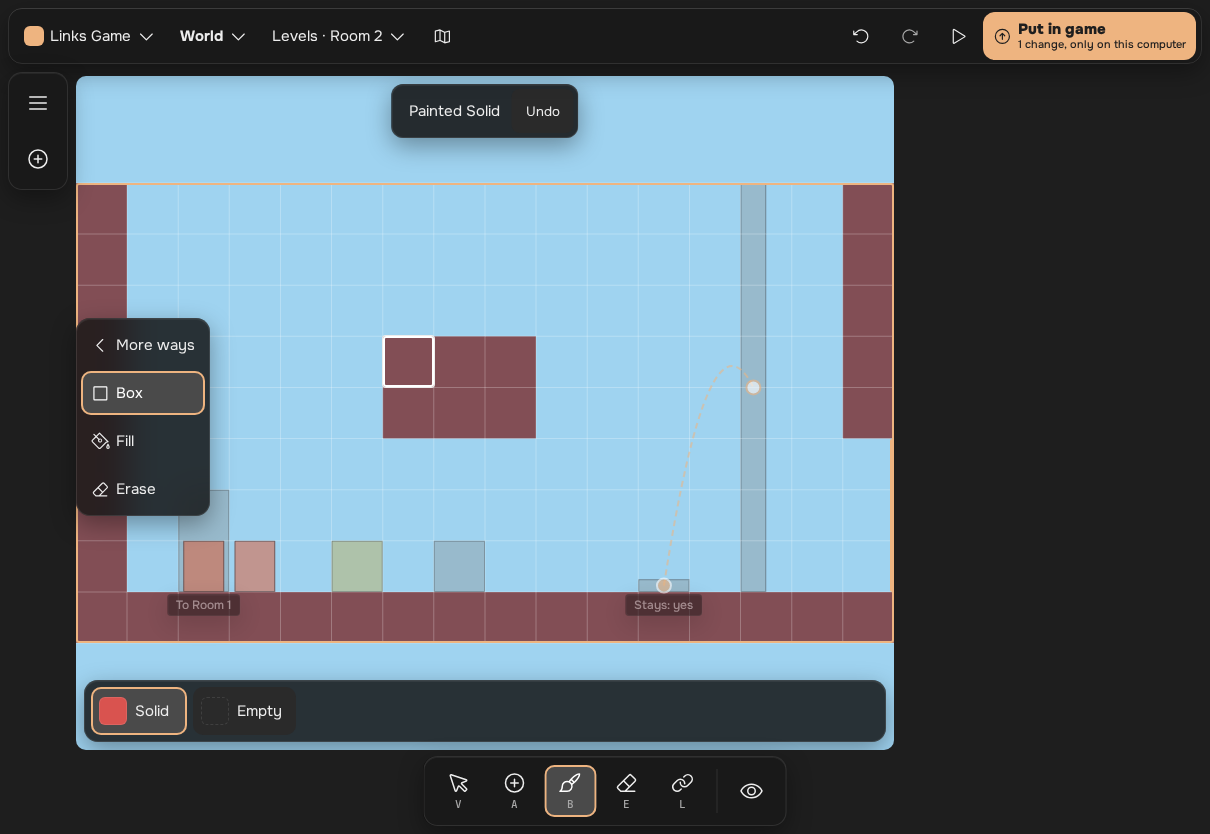 Links Game
World
Levels · Room 2
Put in game
1 change, only on this computer
Painted Solid
Undo
More ways
Box
Fill
Erase
To Room 1
Stays: yes
Solid
Empty
V
A
B
E
L